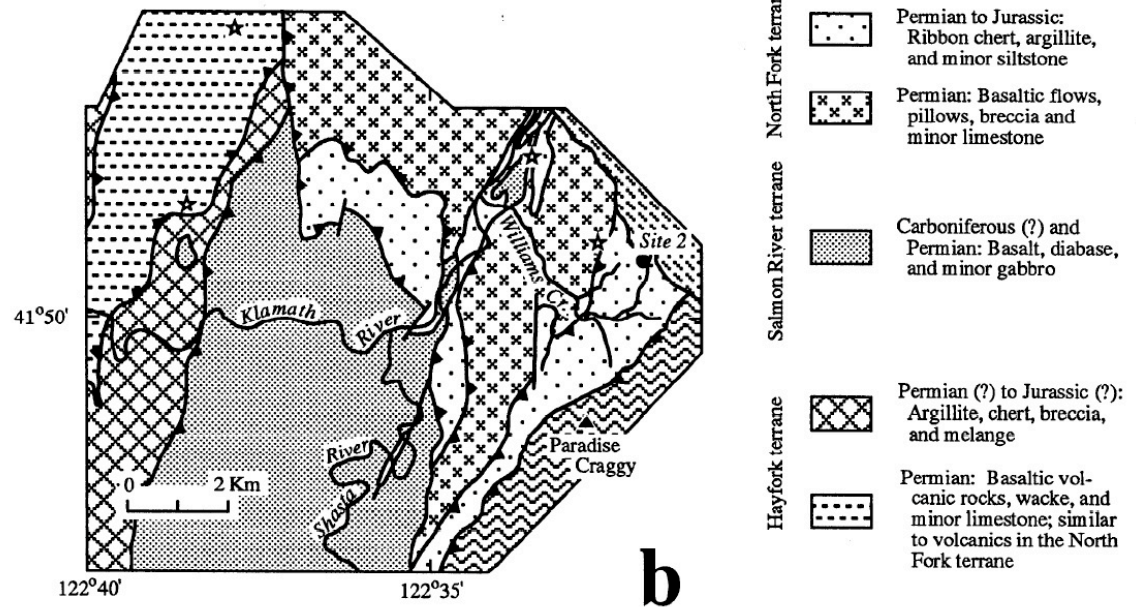 Site 2
Williams
Cr.
41°50'
Klamath
River
Paradise
Craggy
River
Shasta
0 2 Km
122°40'
122°35'
b
North Fork terran
Permian to Jurassic:
Ribbon chert, argillite,
and minor siltstone
Permian: Basaltic flows,
pillows, breccia and
minor limestone
Salmon River terrane
Carboniferous (?) and
Permian: Basalt, diabase,
and minor gabbro
Hayfork terrane
Permian (?) to Jurassic (?):
Argillite, chert, breccia,
and melange
Permian: Basaltic vol-
canic rocks, wacke, and
minor limestone; similar
to volcanics in the North
Fork terrane